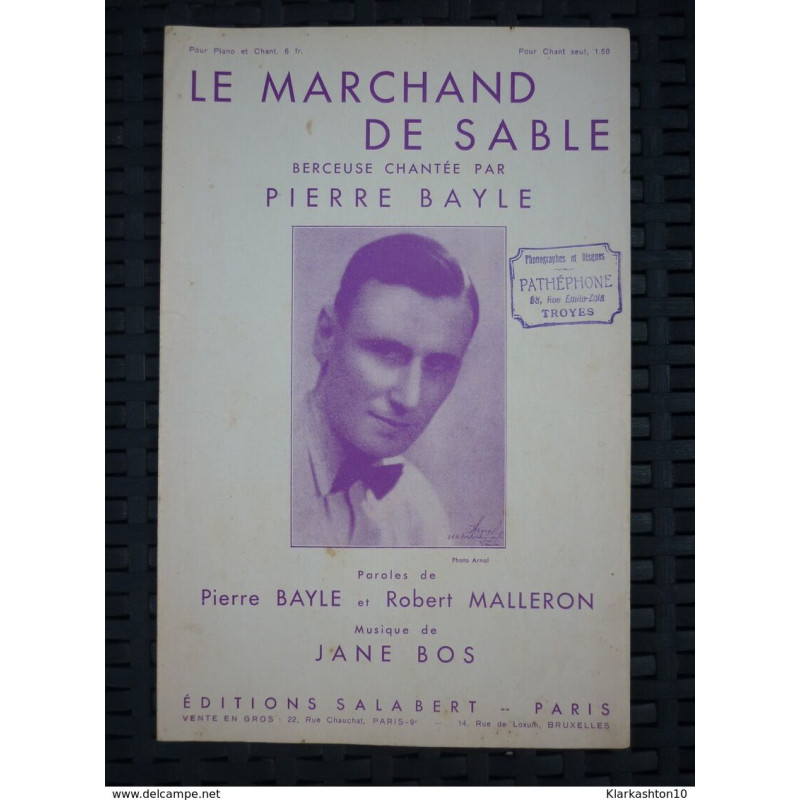 Pour Piano et Chant, 6 fr.
Pour Chant seul, 1.50
LE MARCHAND
DE SABLE
BERCEUSE CHANTÉE PAR
PIERRE BAYLE
Phonographes et Disques
PATHÉPHONE
68, Rue Emile-Zola
TROYES
Photo Arnal
Paroles de
Pierre BAYLE et Robert MALLERON
Musique de
JANE BOS
ÉDITIONS SALABERT -- PARIS
VENTE EN GROS : 22, Rue Chauchat, PARIS-9e — 14, Rue de Loxum, BRUXELLES
www.delcampe.net
Klarkashton10